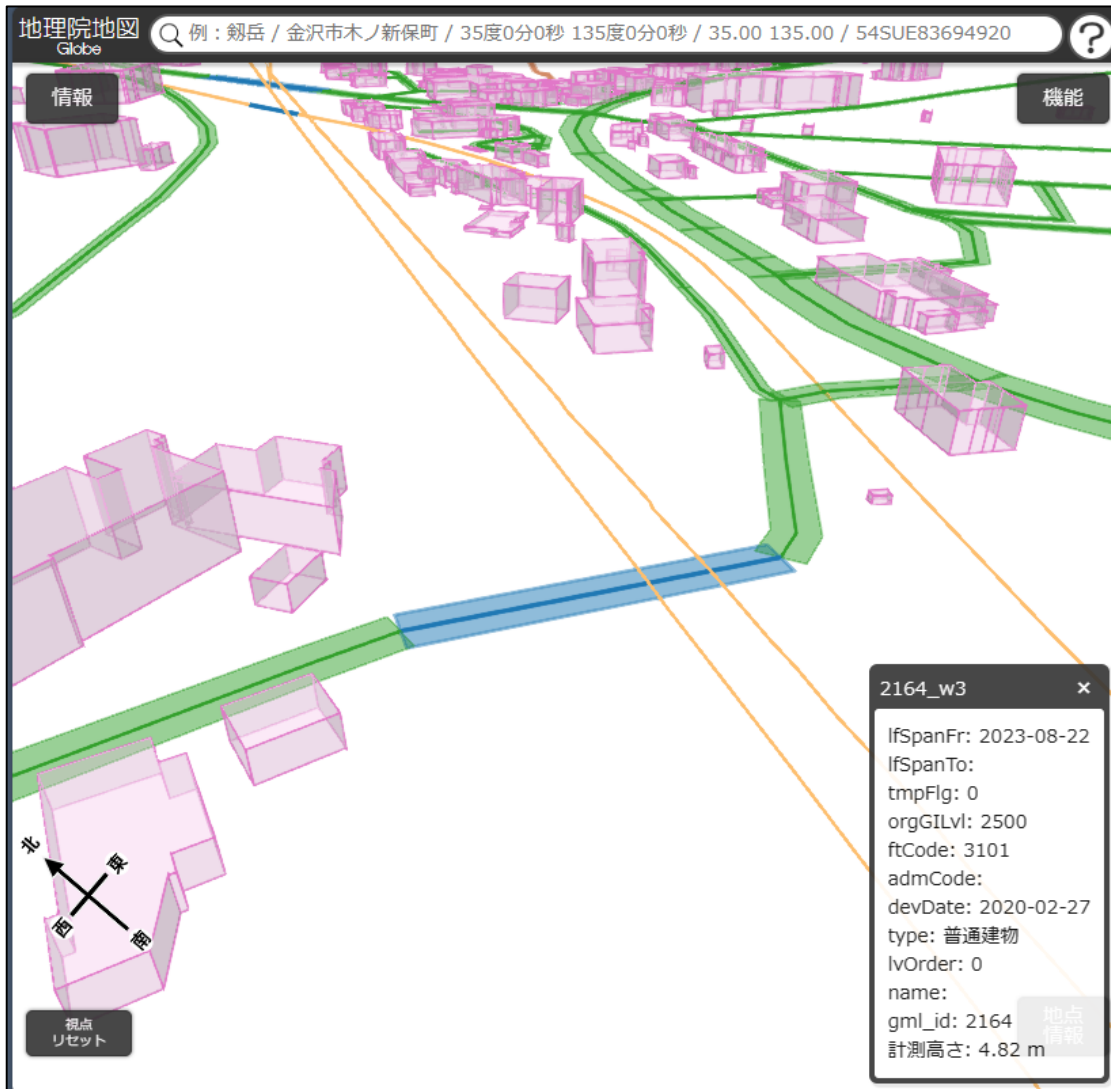 地理院地図
Globe
例：剱岳 / 金沢市木ノ新保町 / 35度0分0秒 135度0分0秒 / 35.00 135.00 / 54SUE83694920
?
情報
機能
2164_w3
×
lfSpanFr: 2023-08-22
lfSpanTo:
tmpFlg: 0
orgGILvl: 2500
ftCode: 3101
admCode:
devDate: 2020-02-27
type: 普通建物
lvOrder: 0
name:
gml_id: 2164
計測高さ: 4.82 m
地点
情報
北
東
西
南
視点
リセット